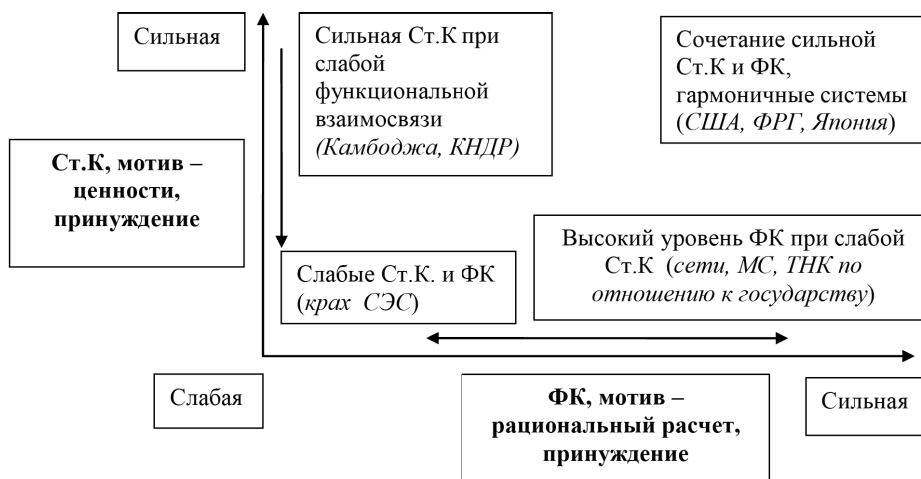 Сильная
Сильная Ст.К при
слабой
функциональной
взаимосвязи
(Камбоджа, КНДР)
Сочетание сильной
Ст.К и ФК,
гармоничные системы
(США, ФРГ, Япония)
Ст.К, мотив –
ценности,
принуждение
Слабые Ст.К. и ФК
(крах СЭС)
Высокий уровень ФК при слабой
Ст.К (сети, МС, ТНК по
отношению к государству)
Слабая
ФК, мотив –
рациональный расчет,
принуждение
Сильная